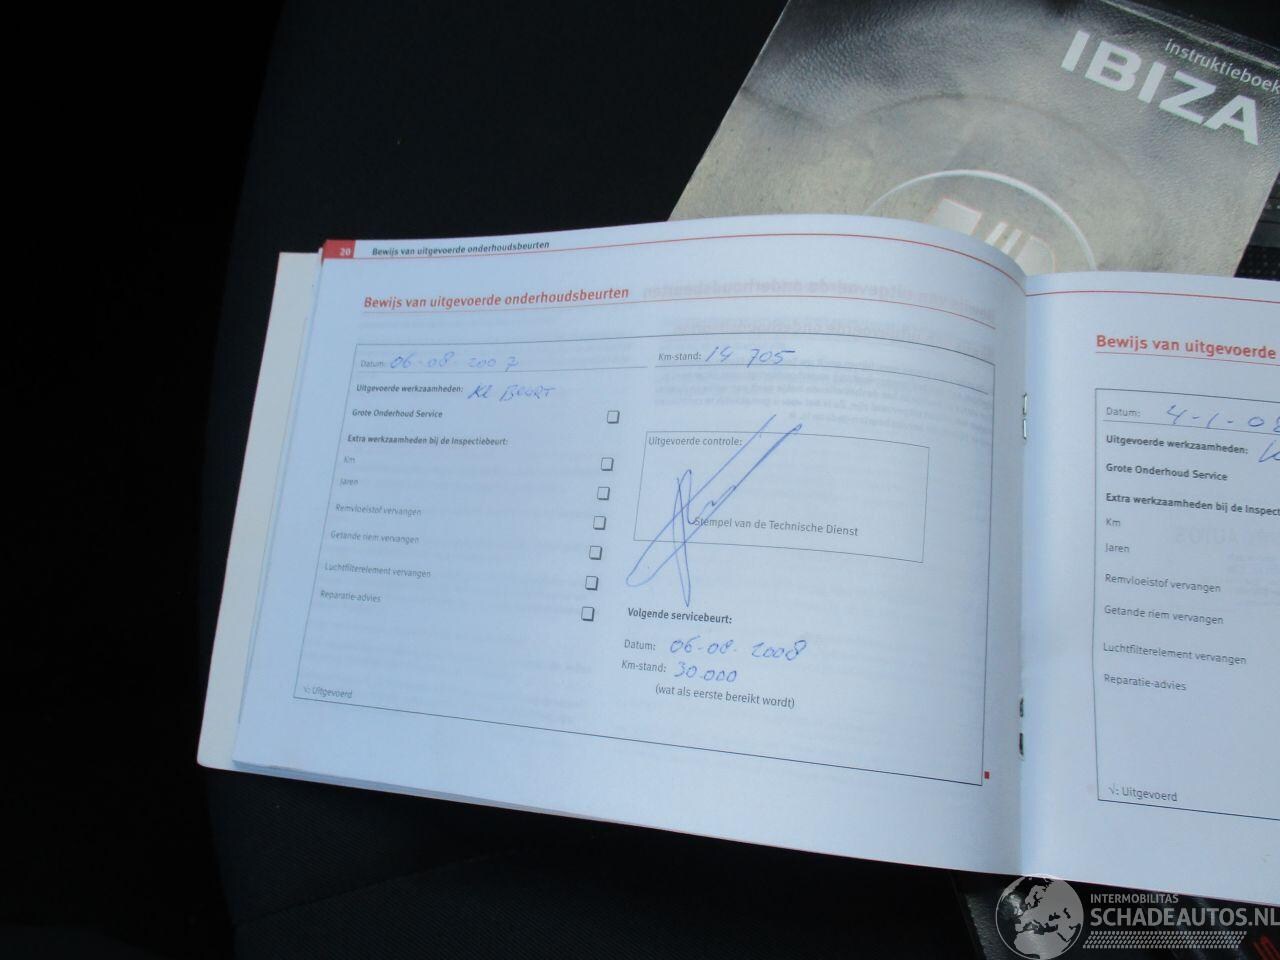 instruktieboek
IBIZA
20 Bewijs van uitgevoerde onderhoudsbeurten
Bewijs van uitgevoerde onderhoudsbeurten
Datum: 06-08-2007
Km-stand: 14 705
Uitgevoerde werkzaamheden: Kl Beurt
Grote Onderhoud Service
Extra werkzaamheden bij de Inspectiebeurt:
Km
Jaren
Remvloeistof vervangen
Getande riem vervangen
Luchtfilterelement vervangen
Reparatie-advies
√: Uitgevoerd
Uitgevoerde controle:
Stempel van de Technische Dienst
Volgende servicebeurt:
Datum: 06-08-2008
Km-stand: 30.000
(wat als eerste bereikt wordt)
Bewijs van uitgevoerde
Datum: 4-1-08
Uitgevoerde werkzaamheden:
Grote Onderhoud Service
Extra werkzaamheden bij de Inspect
Km
Jaren
Remvloeistof vervangen
Getande riem vervangen
Luchtfilterelement vervangen
Reparatie-advies
√: Uitgevoerd
INTERMOBILITAS
SCHADEAUTOS.NL